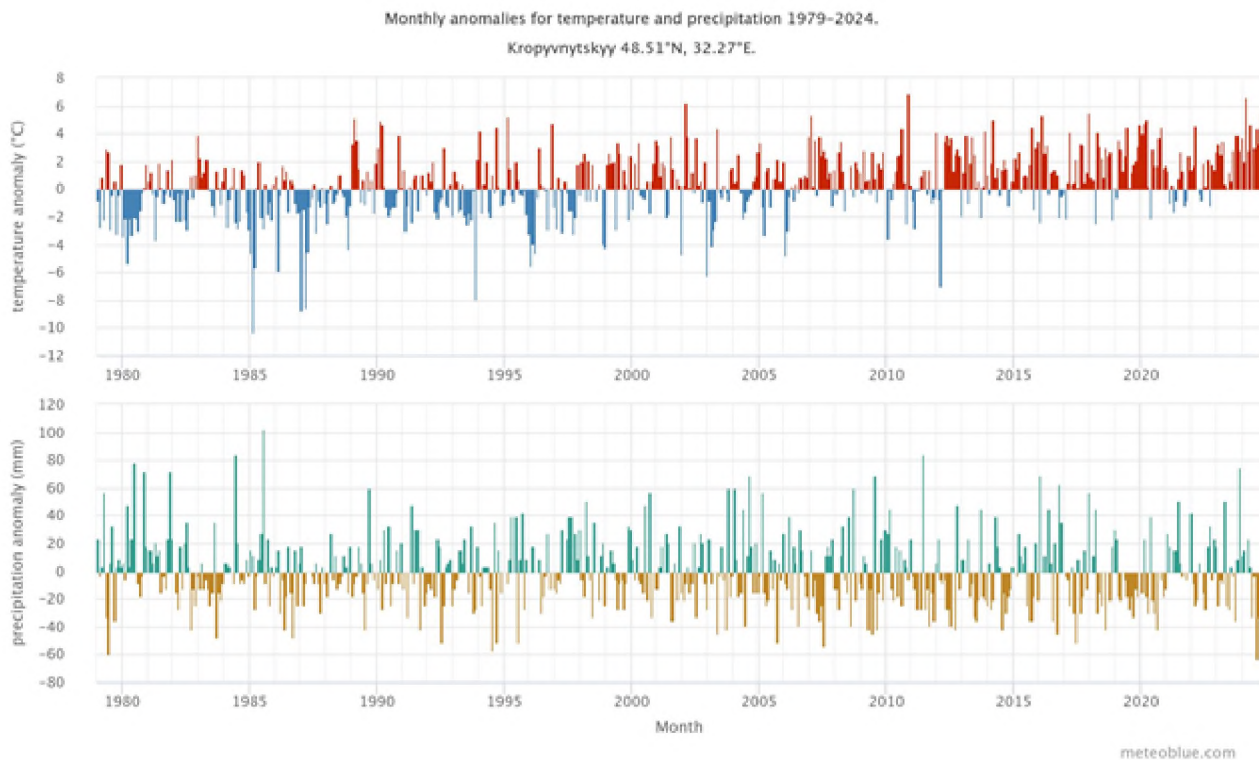 Monthly anomalies for temperature and precipitation 1979-2024.
Kropyvnytskyy 48.51°N, 32.27°E.
temperature anomaly (°C)
8
6
4
2
0
-2
-4
-6
-8
-10
-12
1980 1985 1990 1995 2000 2005 2010 2015 2020
precipitation anomaly (mm)
120
100
80
60
40
20
0
-20
-40
-60
-80
1980 1985 1990 1995 2000 2005 2010 2015 2020
Month
meteoblue.com